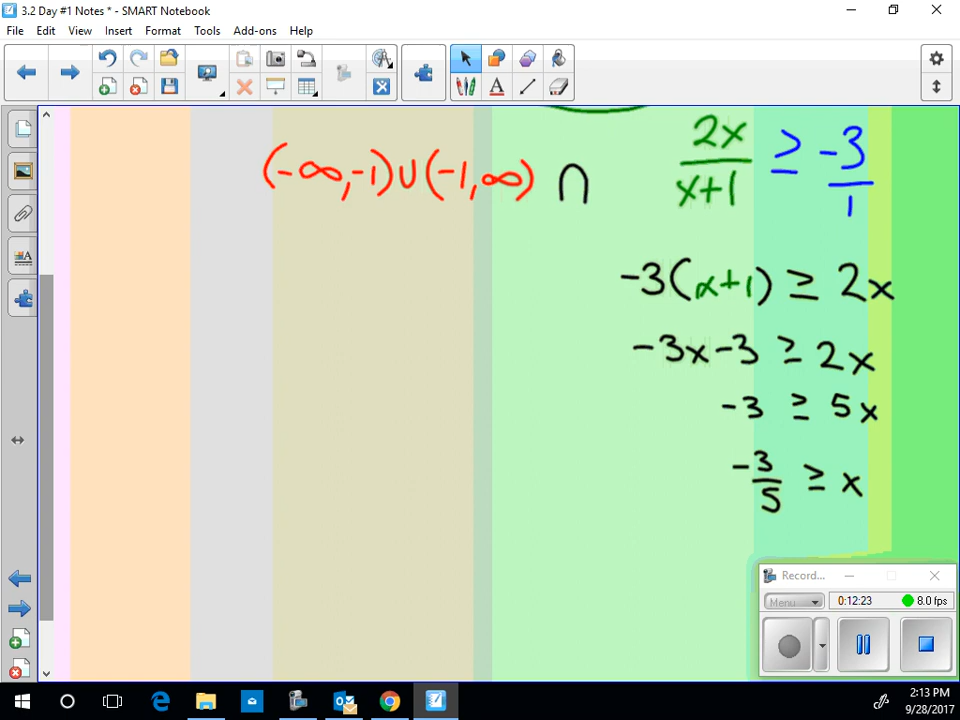 3.2 Day #1 Notes * - SMART Notebook
File Edit View Insert Format Tools Add-ons Help
2x/x+1 ≥ -3/1
(-∞,-1)∪(-1,∞) ∩
-3(x+1) ≥ 2x
-3x-3 ≥ 2x
-3 ≥ 5x
-3/5 ≥ x
Record...
Menu 0:12:23 8.0 fps
2:13 PM
9/28/2017